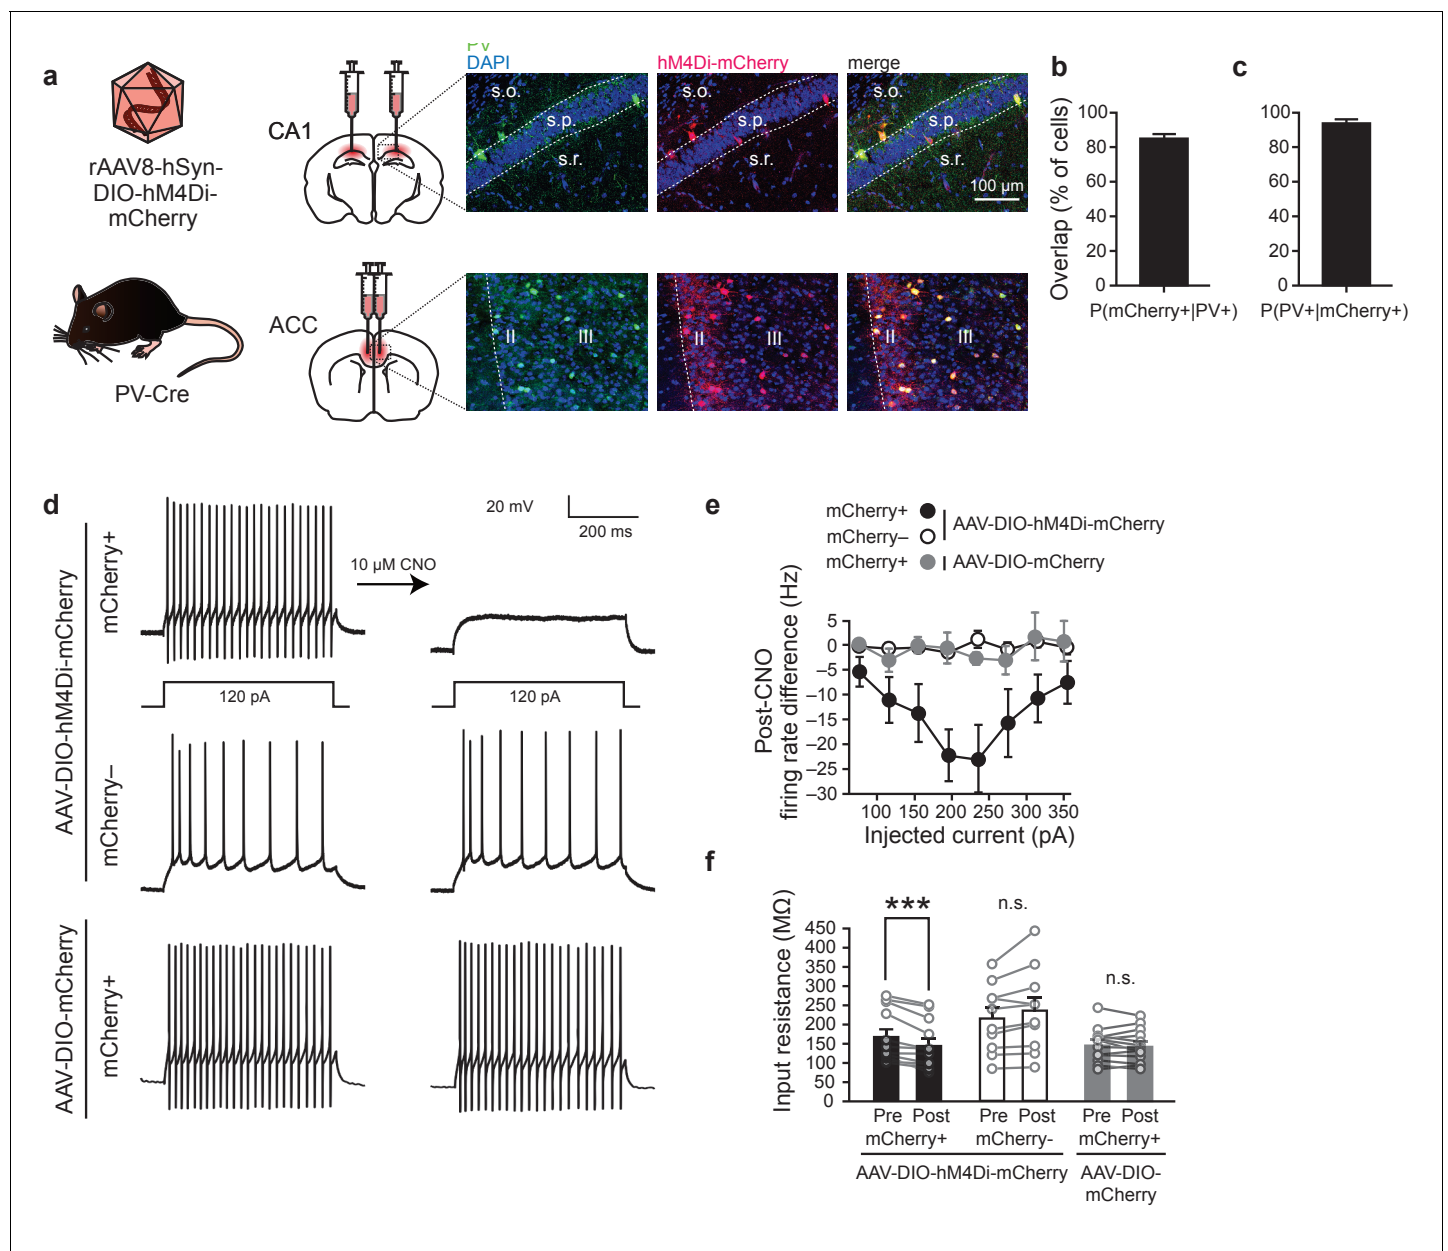 a
rAAV8-hSyn-
DIO-hM4Di-
mCherry
PV-Cre
CA1
ACC
PV
DAPI
hM4Di-mCherry
merge
s.o.
s.p.
s.r.
s.o.
s.p.
s.r.
s.o.
s.p.
s.r.
100 µm
II
III
II
III
II
III
b
Overlap (% of cells)
100
80
60
40
20
0
P(mCherry+|PV+)
c
100
80
60
40
20
0
P(PV+|mCherry+)
d
AAV-DIO-hM4Di-mCherry
mCherry+
10 µM CNO
20 mV
200 ms
120 pA
120 pA
mCherry–
AAV-DIO-mCherry
mCherry+
e
mCherry+
mCherry–
AAV-DIO-hM4Di-mCherry
mCherry+
AAV-DIO-mCherry
Post-CNO
firing rate difference (Hz)
5
0
–5
–10
–15
–20
–25
–30
100 150 200 250 300 350
Injected current (pA)
f
Input resistance (MΩ)
450
400
350
300
250
200
150
100
50
0
***
n.s.
n.s.
Pre Post Pre Post Pre Post
mCherry+ mCherry- mCherry+
AAV-DIO-hM4Di-mCherry
AAV-DIO-
mCherry